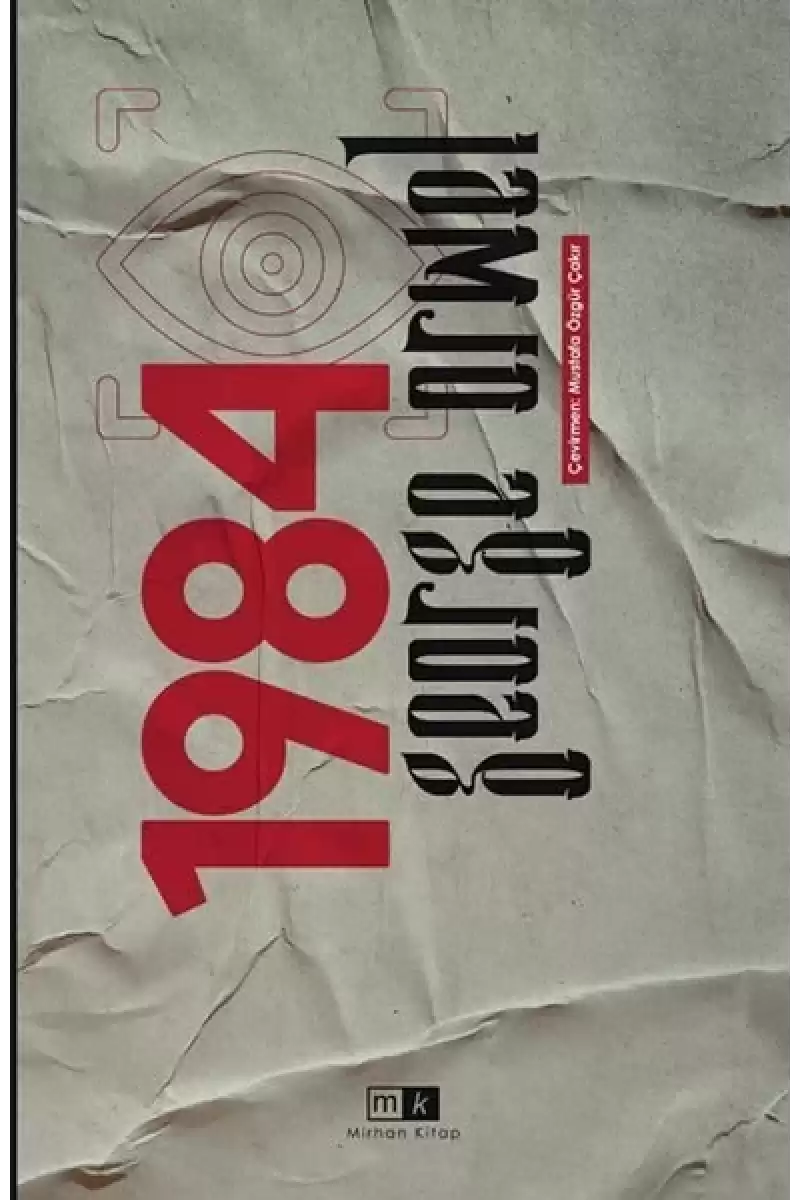 1984
george orwel
Çevirmen: Mustafa Özgür Çakır
mk
Mirhan Kitap